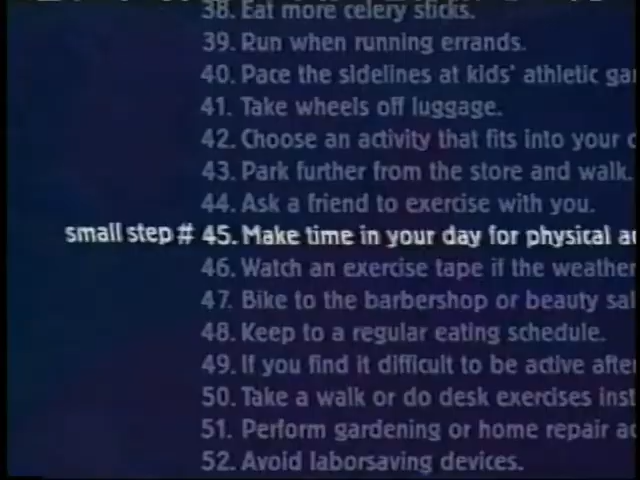 38. Eat more celery sticks.
39. Run when running errands.
40. Pace the sidelines at kids' athletic ga
41. Take wheels off luggage.
42. Choose an activity that fits into your
43. Park further from the store and walk.
44. Ask a friend to exercise with you.
small step # 45. Make time in your day for physical a
46. Watch an exercise tape if the weather
47. Bike to the barbershop or beauty sal
48. Keep to a regular eating schedule.
49. If you find it difficult to be active afte
50. Take a walk or do desk exercises inst
51. Perform gardening or home repair a
52. Avoid laborsaving devices.